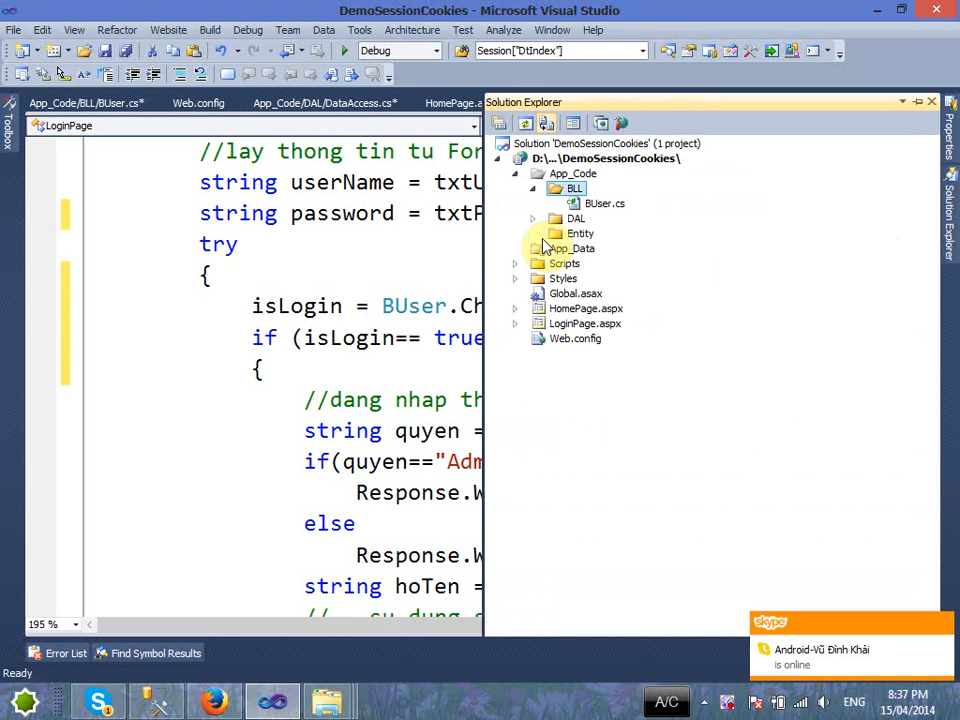 DemoSessionCookies - Microsoft Visual Studio
File Edit View Refactor Website Build Debug Team Data Tools Architecture Test Analyze Window Help
Debug Session["DtIndex"]
App_Code/BLL/BUser.cs* Web.config App_Code/DAL/DataAccess.cs* HomePage.a
Solution Explorer
LoginPage
Toolbox
Properties
Solution Explorer
Solution 'DemoSessionCookies' (1 project)
D:\...\DemoSessionCookies\
App_Code
BLL
BUser.cs
DAL
Entity
App_Data
Scripts
Styles
Global.asax
HomePage.aspx
LoginPage.aspx
Web.config
//lay thong tin tu For
string userName = txtU
string password = txtP
try
{
isLogin = BUser.Ch
if (isLogin== true
{
//dang nhap th
string quyen =
if(quyen=="Adm
Response.W
else
Response.W
string hoTen =
195 %
Error List Find Symbol Results
Ready
skype
Android-Vũ Đình Khải
is online
A/C ENG
8:37 PM
15/04/2014